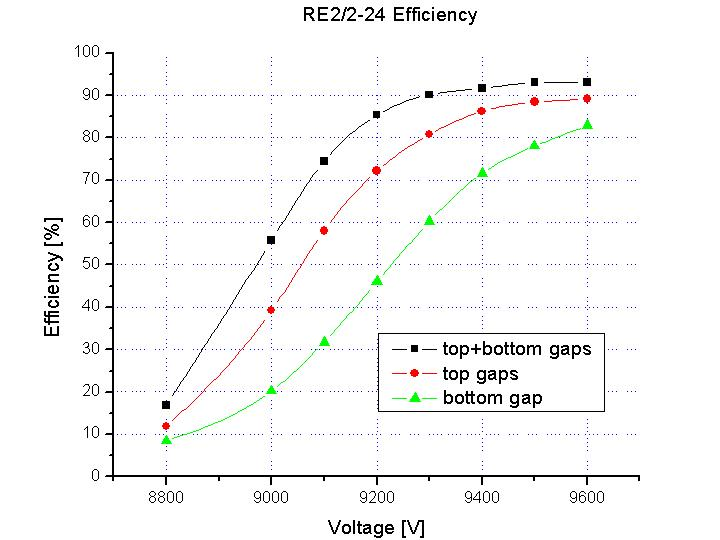 RE2/2-24 Efficiency
100
90
80
70
60
50
40
30
20
10
0
Efficiency [%]
top+bottom gaps
top gaps
bottom gap
8800 9000 9200 9400 9600
Voltage [V]